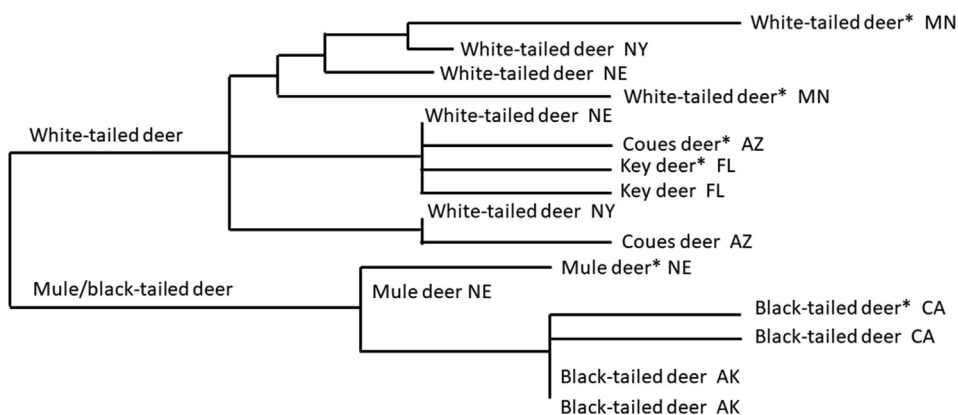 White-tailed deer* MN
White-tailed deer NY
White-tailed deer NE
White-tailed deer* MN
White-tailed deer NE
White-tailed deer
Coues deer* AZ
Key deer* FL
Key deer FL
White-tailed deer NY
Coues deer AZ
Mule deer* NE
Mule/black-tailed deer
Mule deer NE
Black-tailed deer* CA
Black-tailed deer CA
Black-tailed deer AK
Black-tailed deer AK